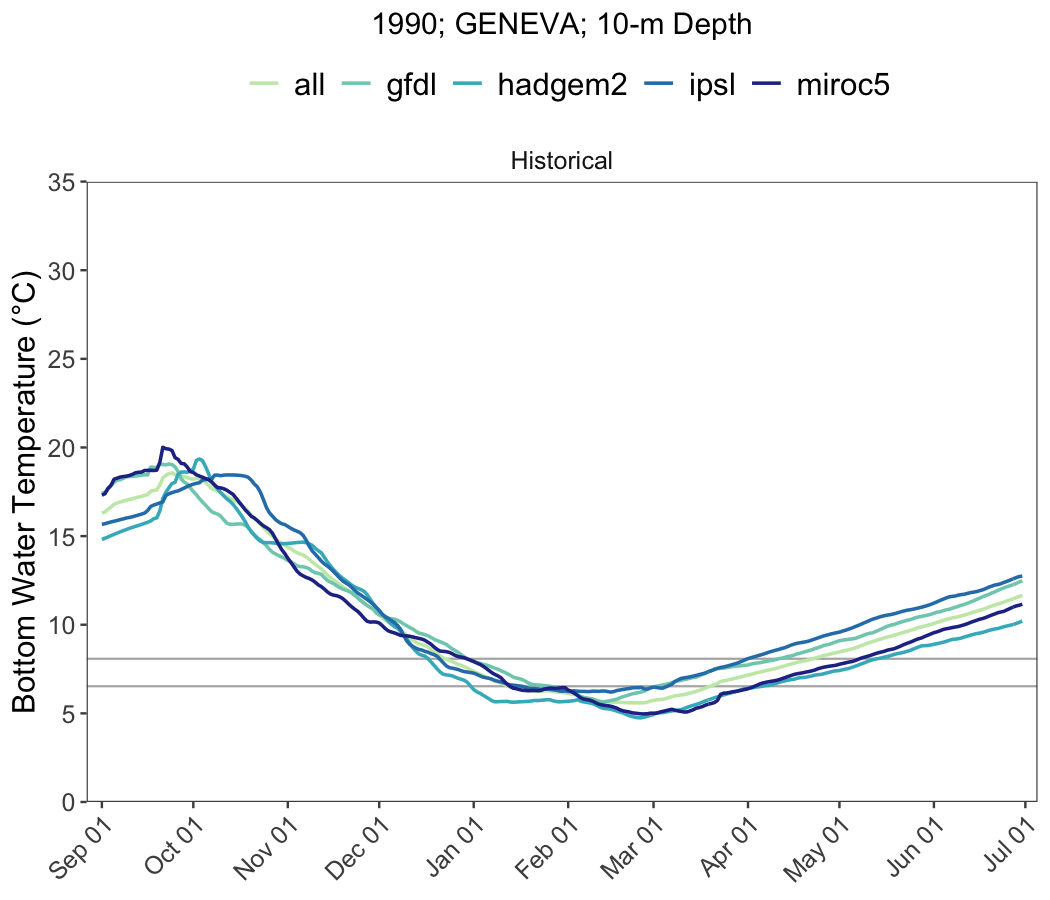 1990; GENEVA; 10-m Depth
all gfdl hadgem2 ipsl miroc5
Historical
Bottom Water Temperature (°C)
35
30
25
20
15
10
5
0
Sep 01 Oct 01 Nov 01 Dec 01 Jan 01 Feb 01 Mar 01 Apr 01 May 01 Jun 01 Jul 01